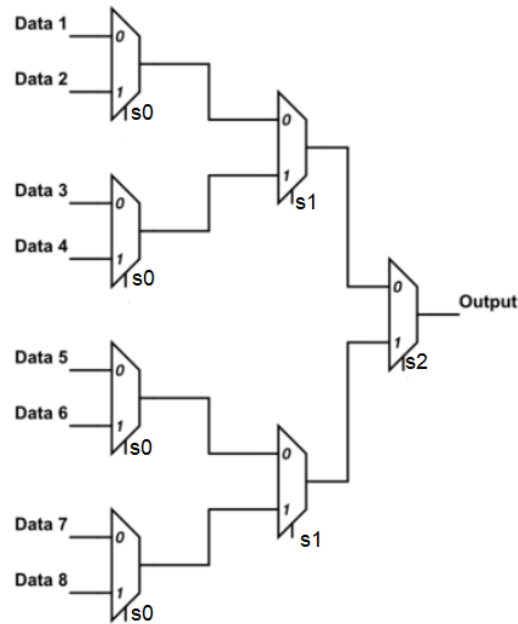 Data 1
0
Data 2
1
s0
0
1
s1
Data 3
0
Data 4
1
s0
0
Output
1
s2
Data 5
0
Data 6
1
s0
0
1
s1
Data 7
0
Data 8
1
s0